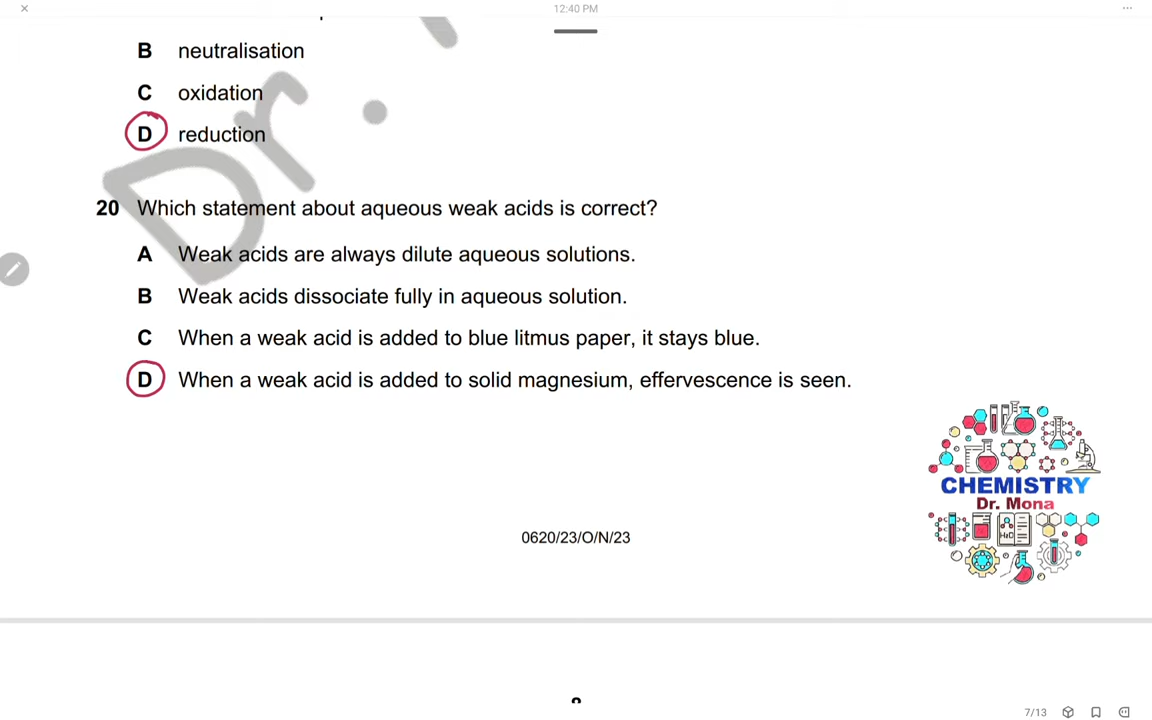 12:40 PM
B neutralisation
C oxidation
D reduction
20 Which statement about aqueous weak acids is correct?
A Weak acids are always dilute aqueous solutions.
B Weak acids dissociate fully in aqueous solution.
C When a weak acid is added to blue litmus paper, it stays blue.
D When a weak acid is added to solid magnesium, effervescence is seen.
CHEMISTRY
Dr. Mona
0620/23/O/N/23
Dr.
7/13